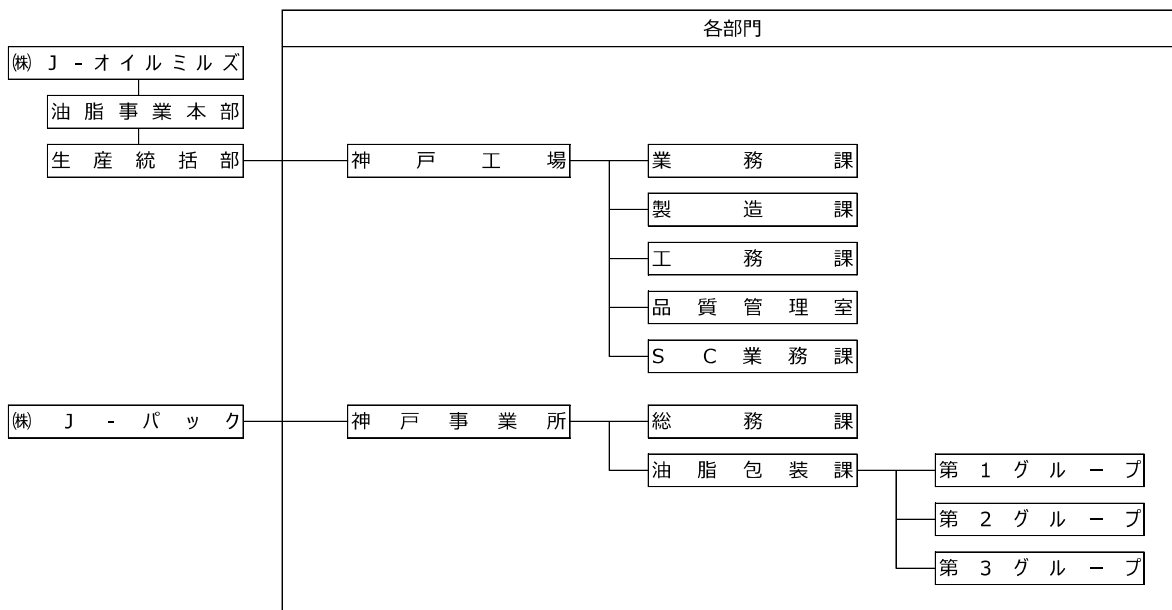 各部門
㈱J-オイルミルズ
油脂事業本部
生産統括部
神戸工場
業務課
製造課
工務課
品質管理室
SC業務課
㈱J-パック
神戸事業所
総務課
油脂包装課
第1グループ
第2グループ
第3グループ